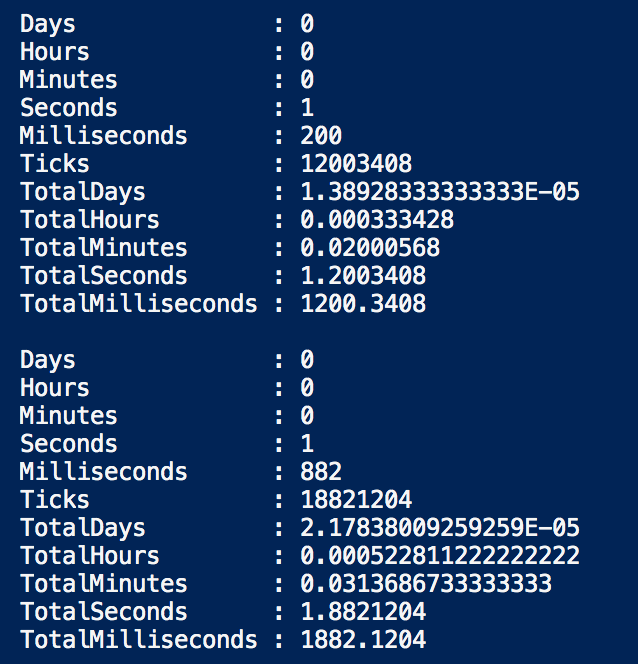 Days              : 0
Hours             : 0
Minutes           : 0
Seconds           : 1
Milliseconds      : 200
Ticks             : 12003408
TotalDays         : 1.38928333333333E-05
TotalHours        : 0.000333428
TotalMinutes      : 0.02000568
TotalSeconds      : 1.2003408
TotalMilliseconds : 1200.3408

Days              : 0
Hours             : 0
Minutes           : 0
Seconds           : 1
Milliseconds      : 882
Ticks             : 18821204
TotalDays         : 2.17838009259259E-05
TotalHours        : 0.000522811222222222
TotalMinutes      : 0.0313686733333333
TotalSeconds      : 1.8821204
TotalMilliseconds : 1882.1204